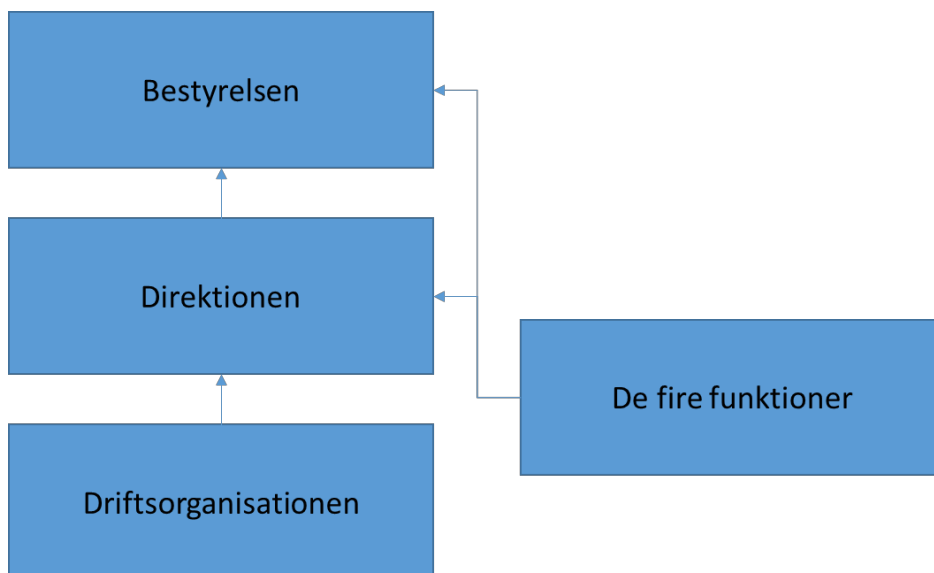 Bestyrelsen
Direktionen
De fire funktioner
Driftsorganisationen